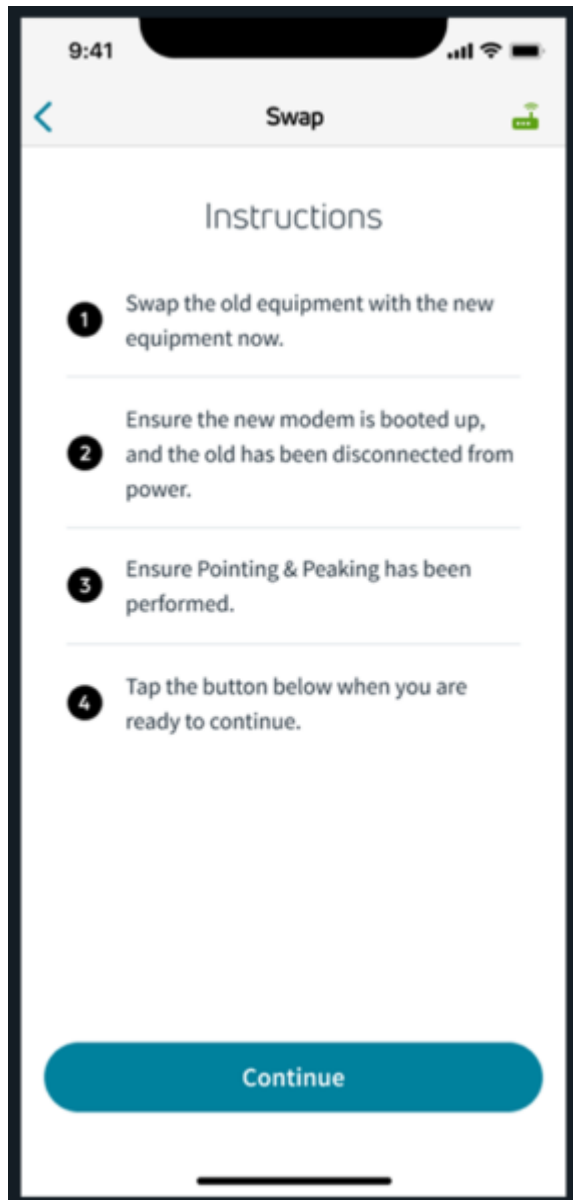 9:41
Swap
Instructions
1
Swap the old equipment with the new
equipment now.
2
Ensure the new modem is booted up,
and the old has been disconnected from
power.
3
Ensure Pointing & Peaking has been
performed.
4
Tap the button below when you are
ready to continue.
Continue